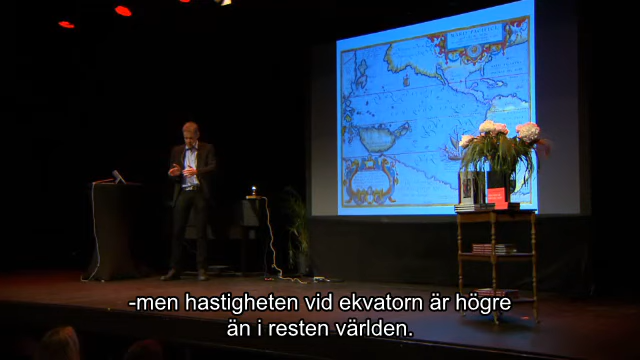 -men hastigheten vid ekvatorn är högre
än i resten världen.